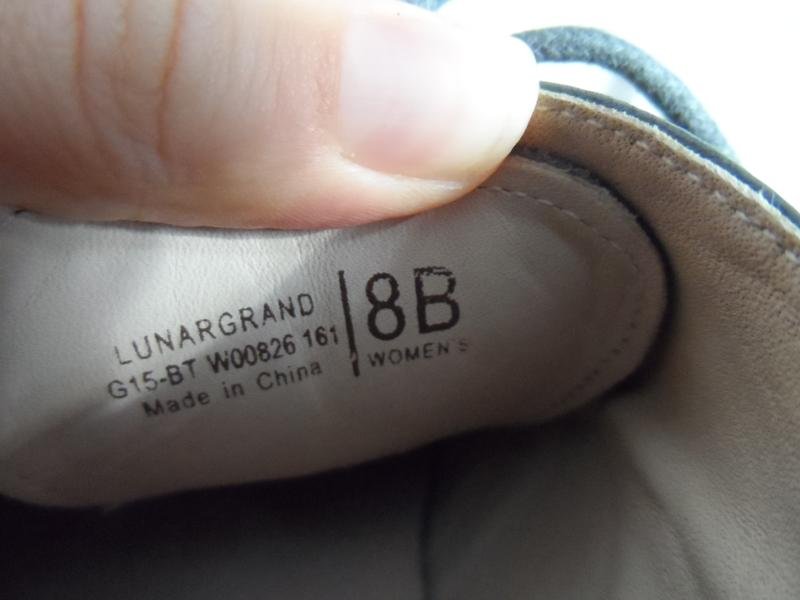 LUNARGRAND
G15-BT W00826 161
Made in China
8B
WOMEN'S